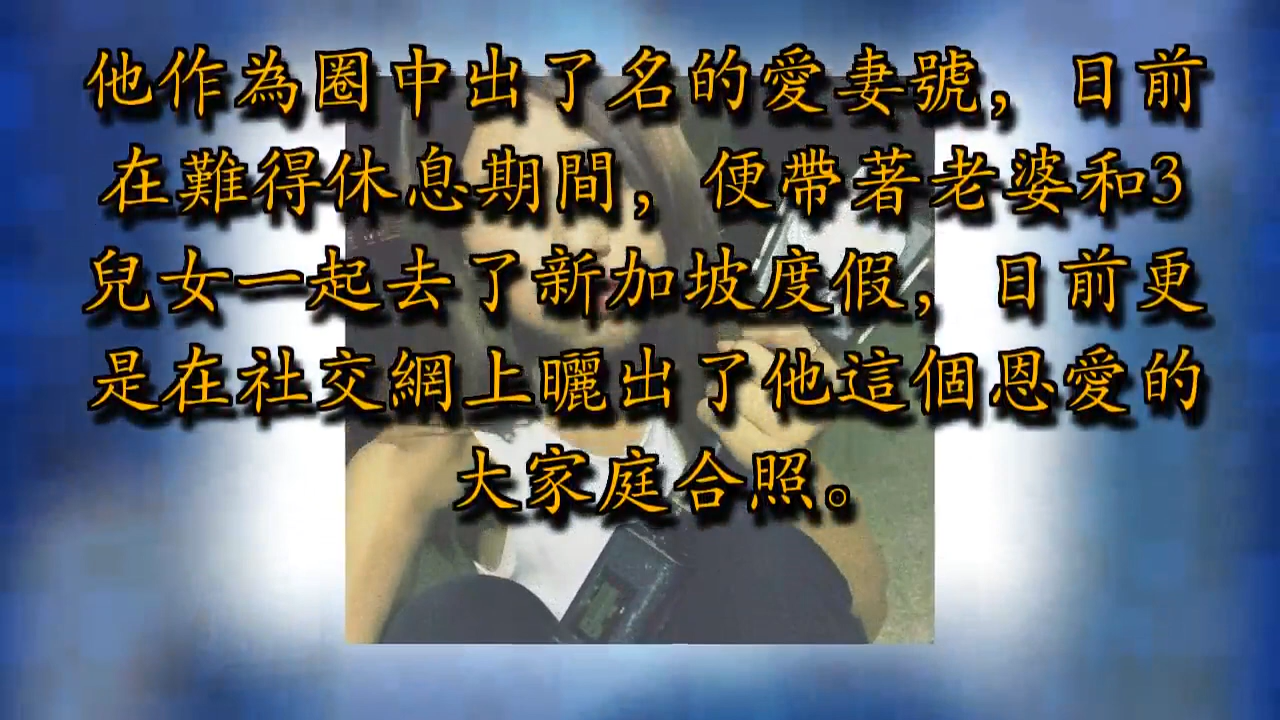 他作為圈中出了名的愛妻號，日前
在難得休息期間，便帶著老婆和3
兒女一起去了新加坡度假，日前更
是在社交網上曬出了他這個恩愛的
大家庭合照。